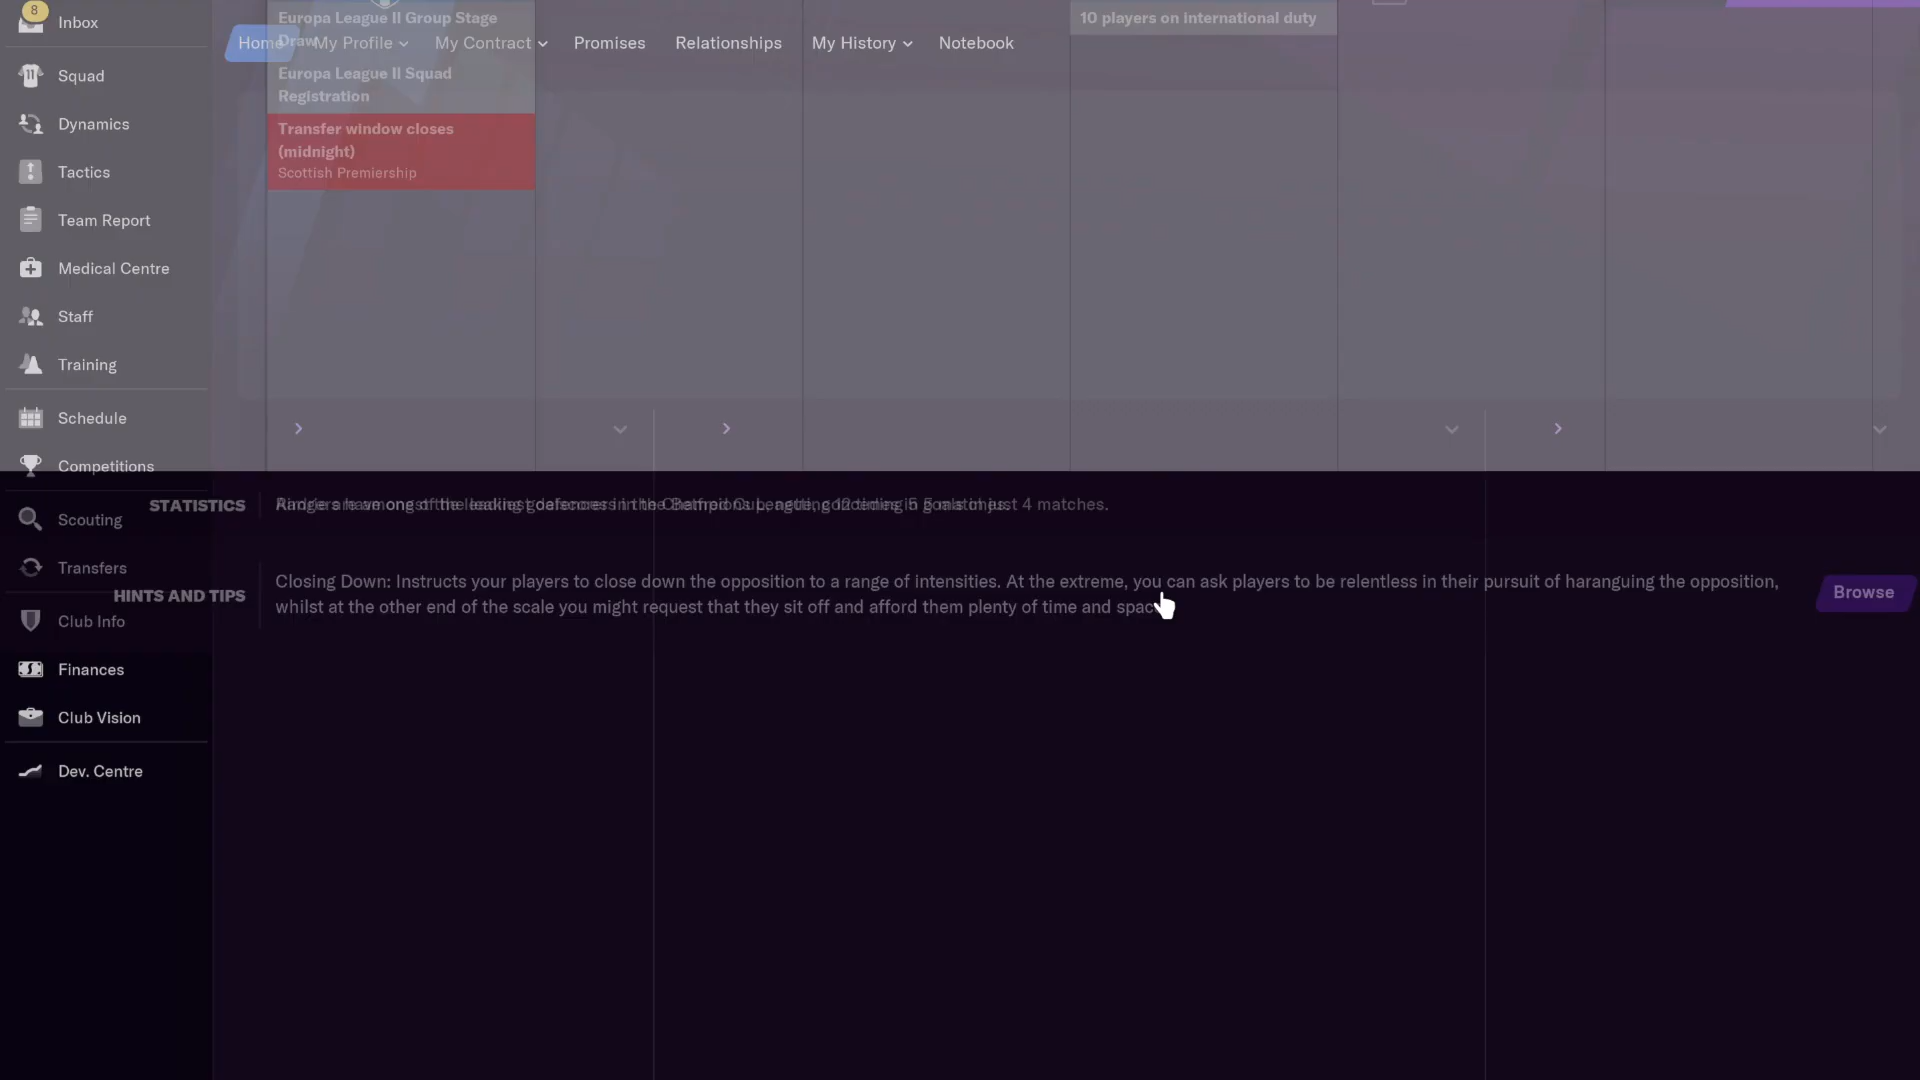 8
Inbox
Squad
Dynamics
Tactics
Team Report
Medical Centre
Staff
Training
Schedule
Competitions
Scouting
Transfers
Club Info
Finances
Club Vision
Dev. Centre
Home My Profile My Contract Promises Relationships My History Notebook
Europa League II Group Stage
Draw
Europa League II Squad
Registration
Transfer window closes
(midnight)
Scottish Premiership
10 players on international duty
STATISTICS
4 matches.
HINTS AND TIPS
Closing Down: Instructs your players to close down the opposition to a range of intensities. At the extreme, you can ask players to be relentless in their pursuit of haranguing the opposition,
whilst at the other end of the scale you might request that they sit off and afford them plenty of time and space
Browse